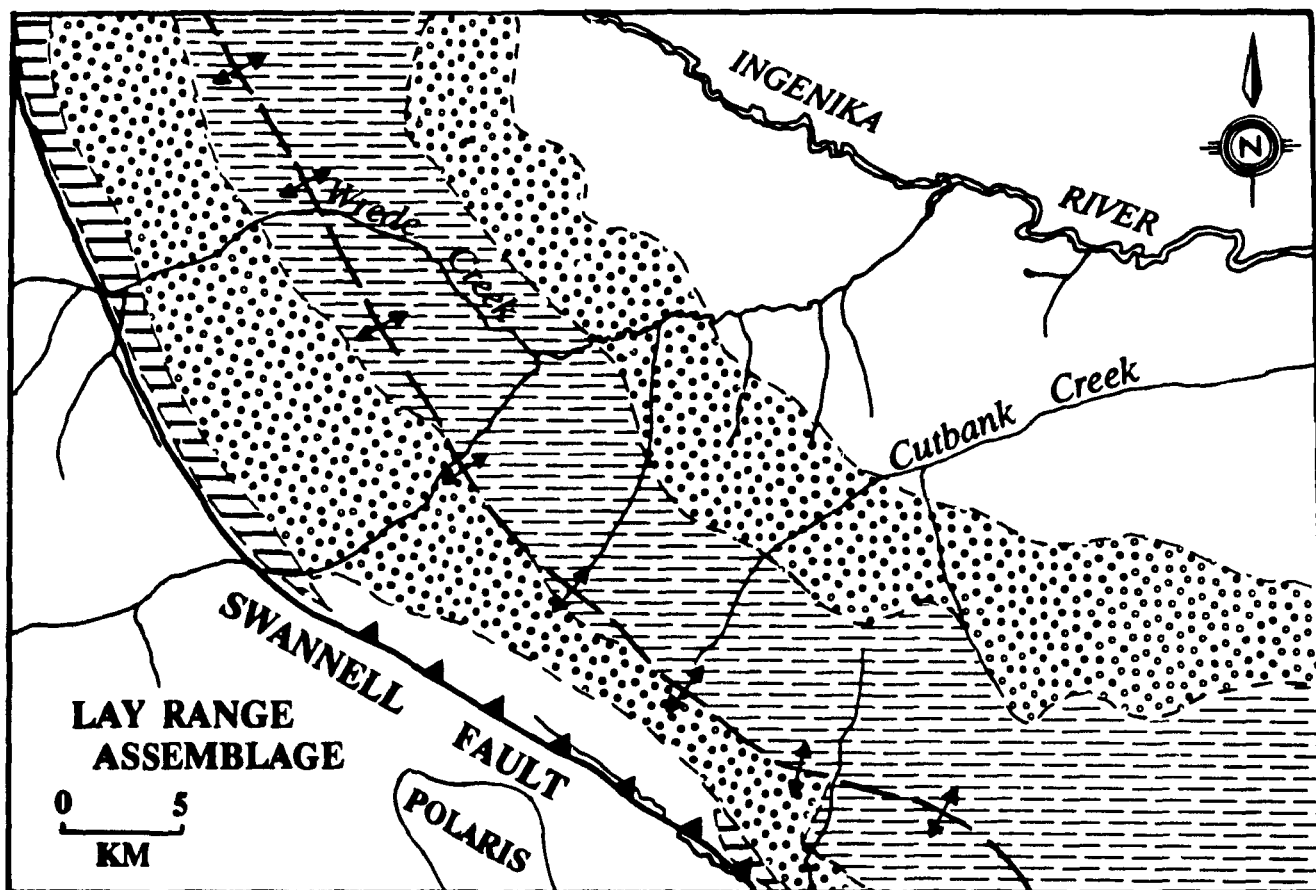 INGENIKA
RIVER
N
Wrede
Creek
Cutbank Creek
SWANNELL
FAULT
LAY RANGE
ASSEMBLAGE
0 5
KM
POLARIS